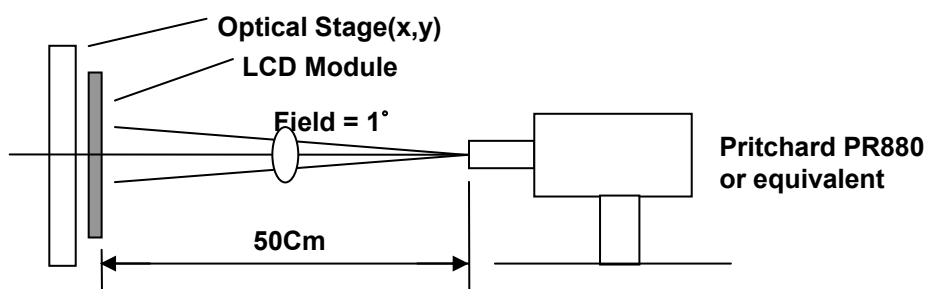 Optical Stage(x,y)
LCD Module
Field = 1°
Pritchard PR880
or equivalent
50Cm